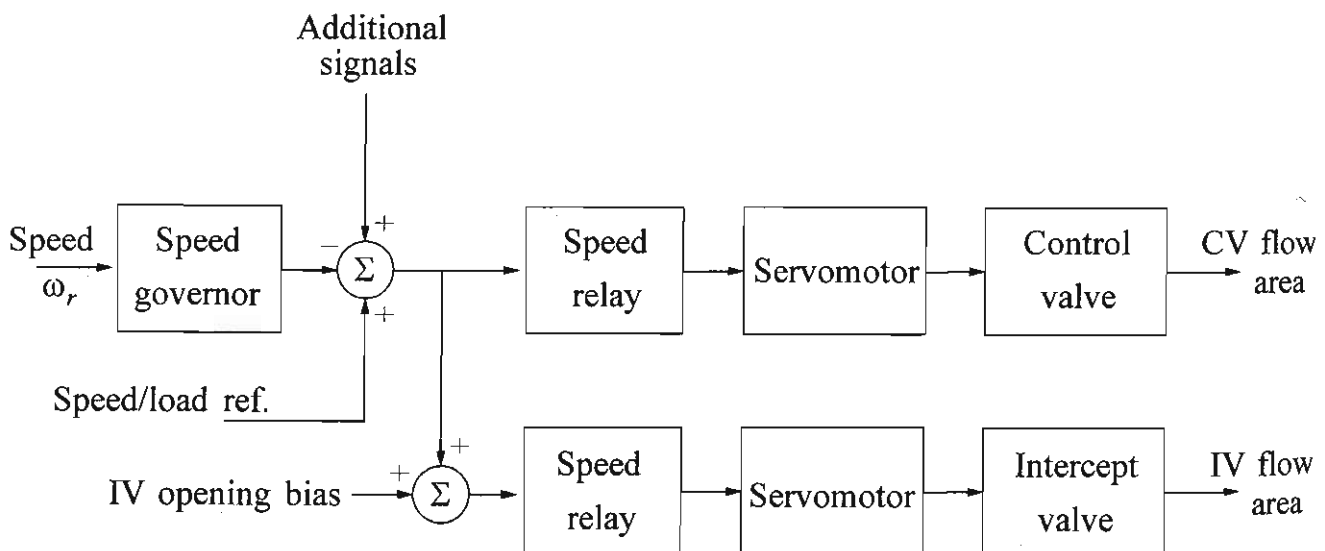 Additional
signals
Speed
ω_r
Speed
governor
−
+
Σ
+
Speed
relay
Servomotor
Control
valve
CV flow
area
Speed/load ref.
IV opening bias
+
+
Σ
Speed
relay
Servomotor
Intercept
valve
IV flow
area